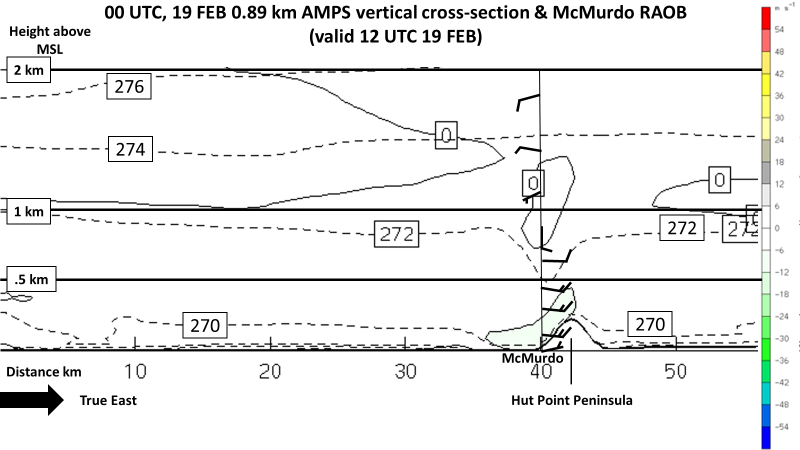 00 UTC, 19 FEB 0.89 km AMPS vertical cross-section & McMurdo RAOB
(valid 12 UTC 19 FEB)
Height above
MSL
m s⁻¹
2 km
276
0
274
0
0
1 km
272
272
272
.5 km
270
270
McMurdo
Distance km
10
20
30
40
50
True East
Hut Point Peninsula
54
48
42
36
30
24
18
12
6
0
-6
-12
-18
-24
-30
-36
-42
-48
-54